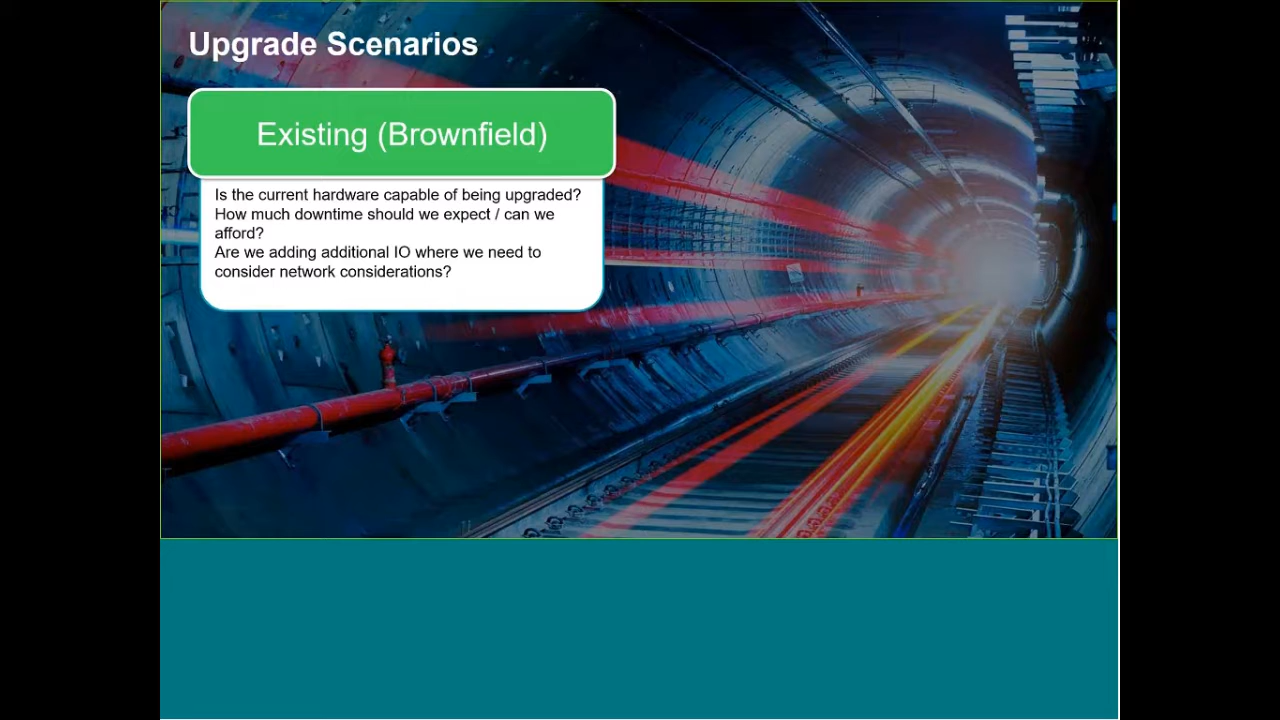 Upgrade Scenarios
Existing (Brownfield)
Is the current hardware capable of being upgraded?
How much downtime should we expect / can we
afford?
Are we adding additional IO where we need to
consider network considerations?